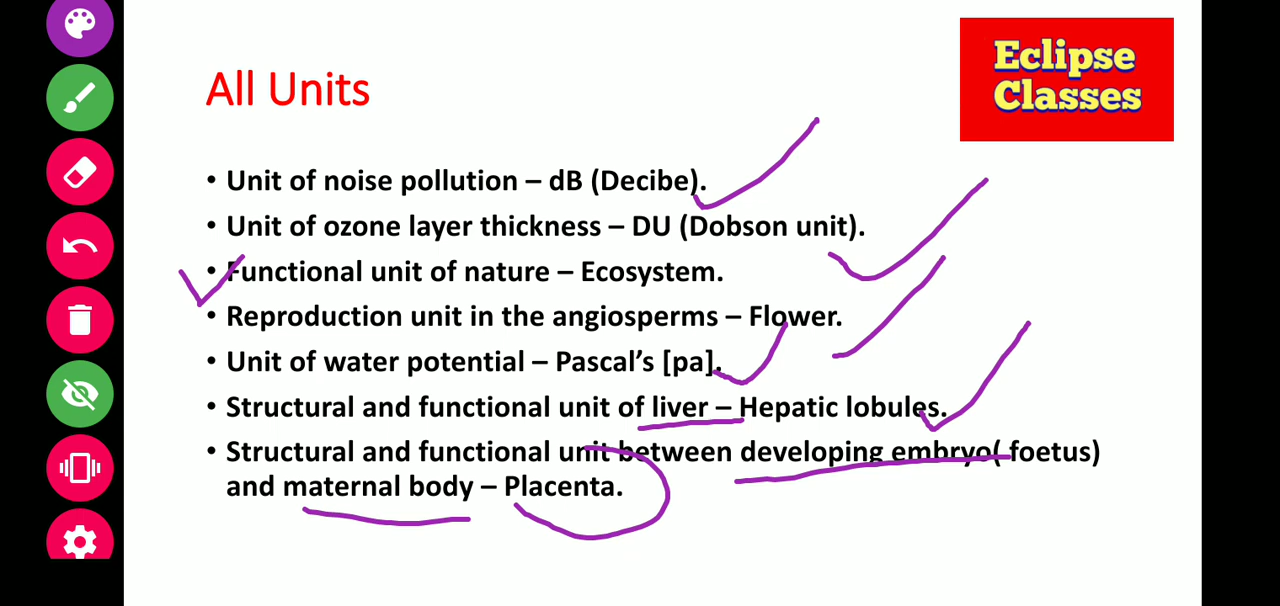 All Units
Eclipse
Classes
• Unit of noise pollution – dB (Decibe).
• Unit of ozone layer thickness – DU (Dobson unit).
• Functional unit of nature – Ecosystem.
• Reproduction unit in the angiosperms – Flower.
• Unit of water potential – Pascal’s [pa].
• Structural and functional unit of liver – Hepatic lobules.
• Structural and functional unit between developing embryo( foetus)
and maternal body – Placenta.